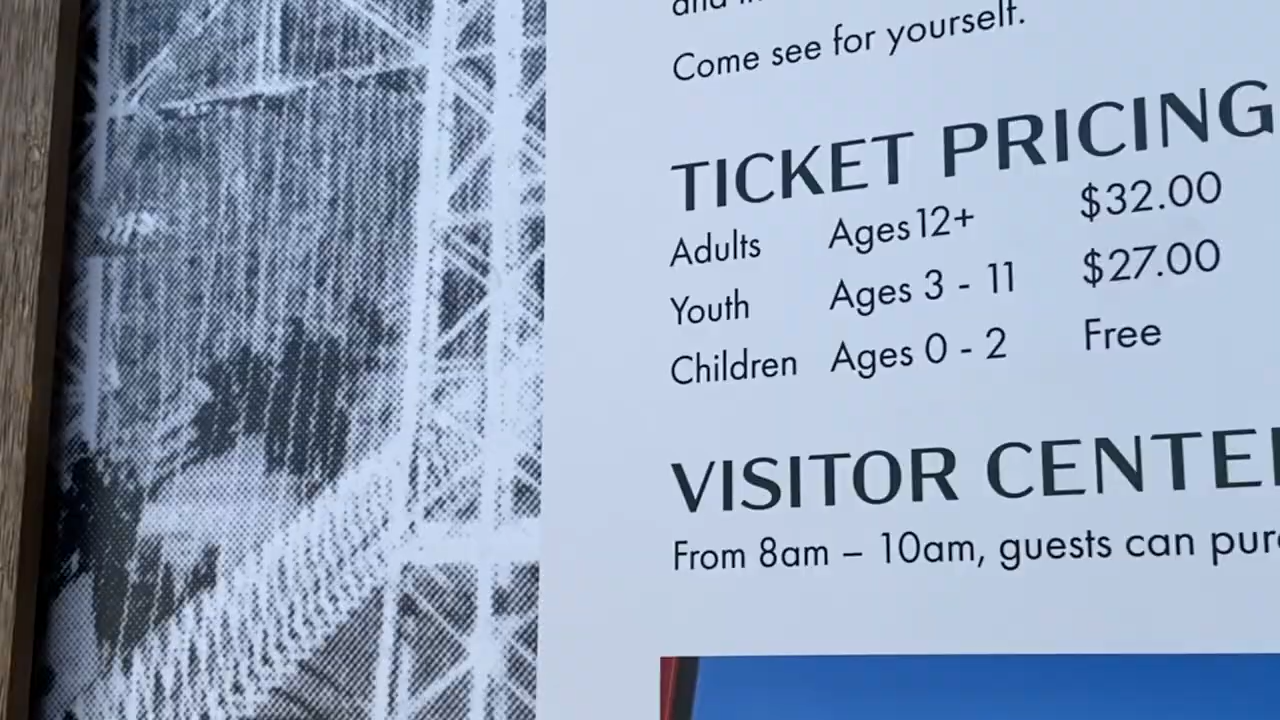 Come see for yourself.
TICKET PRICING
Adults Ages 12+ $32.00
Youth Ages 3 - 11 $27.00
Children Ages 0 - 2 Free
VISITOR CENTE
From 8am – 10am, guests can